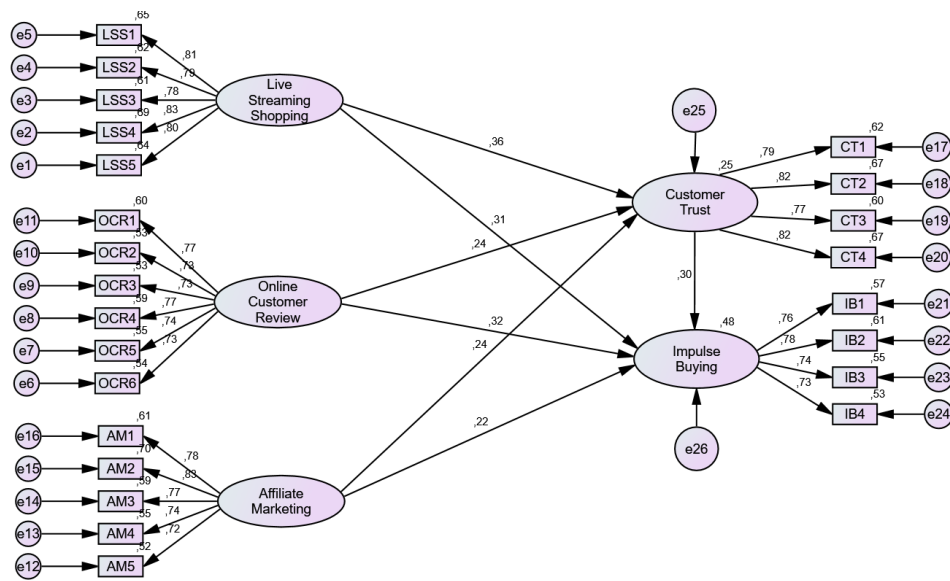 ,65
e5 LSS1
,81
,62
e4 LSS2
,79
,61
e3 LSS3
,78
,69
e2 LSS4
,83
,64
e1 LSS5
,80
Live
Streaming
Shopping
,60
e11 OCR1
,77
,53
e10 OCR2
,73
,53
e9 OCR3
,73
,59
e8 OCR4
,77
,55
e7 OCR5
,74
,54
e6 OCR6
,73
Online
Customer
Review
,61
e16 AM1
,78
,70
e15 AM2
,83
,59
e14 AM3
,77
,55
e13 AM4
,74
,52
e12 AM5
,72
Affiliate
Marketing
,36
,31
,24
,32
,24
,22
e25
,25
Customer
Trust
,30
,48
Impulse
Buying
e26
,62
,79
CT1 e17
,67
,82
CT2 e18
,60
,77
CT3 e19
,67
,82
CT4 e20
,57
,76
IB1 e21
,61
,78
IB2 e22
,55
,74
IB3 e23
,53
,73
IB4 e24